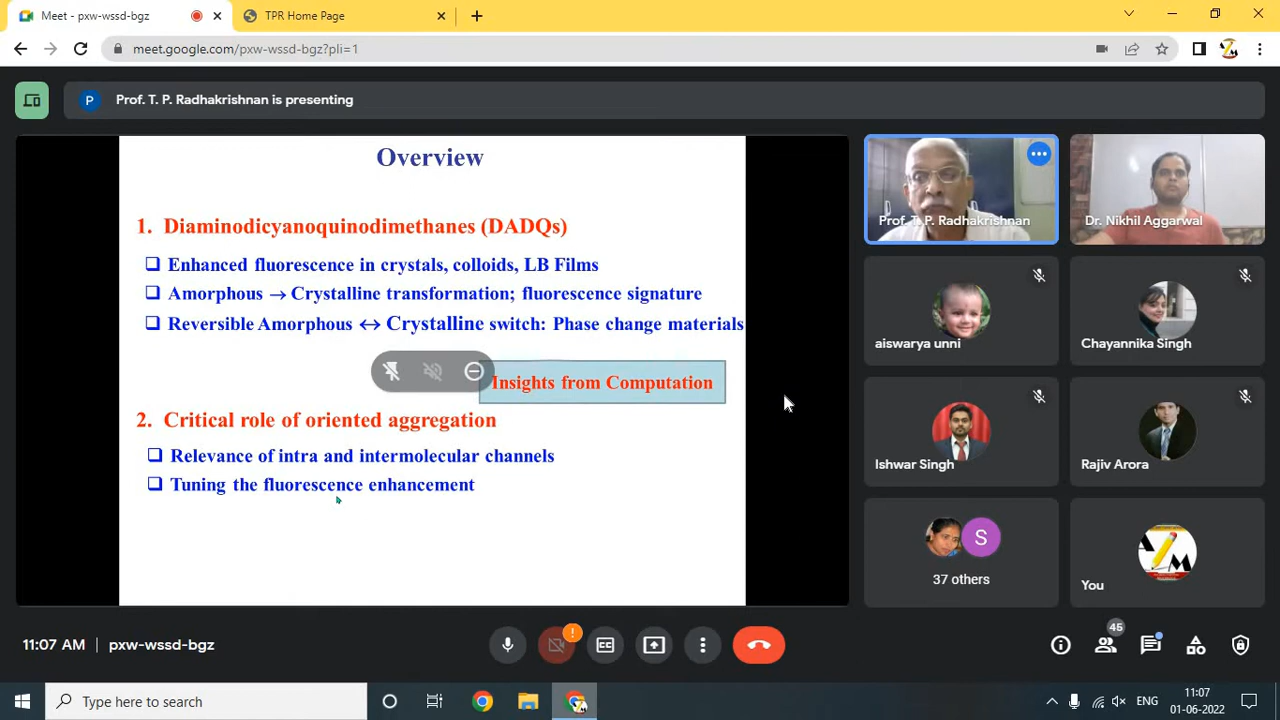 Meet - pxw-wssd-bgz
TPR Home Page
meet.google.com/pxw-wssd-bgz?pli=1
P
Prof. T. P. Radhakrishnan is presenting
Overview
1. Diaminodicyanoquinodimethanes (DADQs)
Enhanced fluorescence in crystals, colloids, LB Films
Amorphous → Crystalline transformation; fluorescence signature
Reversible Amorphous ↔ Crystalline switch: Phase change materials
Insights from Computation
2. Critical role of oriented aggregation
Relevance of intra and intermolecular channels
Tuning the fluorescence enhancement
Prof. T. P. Radhakrishnan
Dr. Nikhil Aggarwal
aiswarya unni
Chayannika Singh
Ishwar Singh
Rajiv Arora
S
37 others
You
11:07 AM | pxw-wssd-bgz
!
CC
45
Type here to search
ENG
11:07
01-06-2022